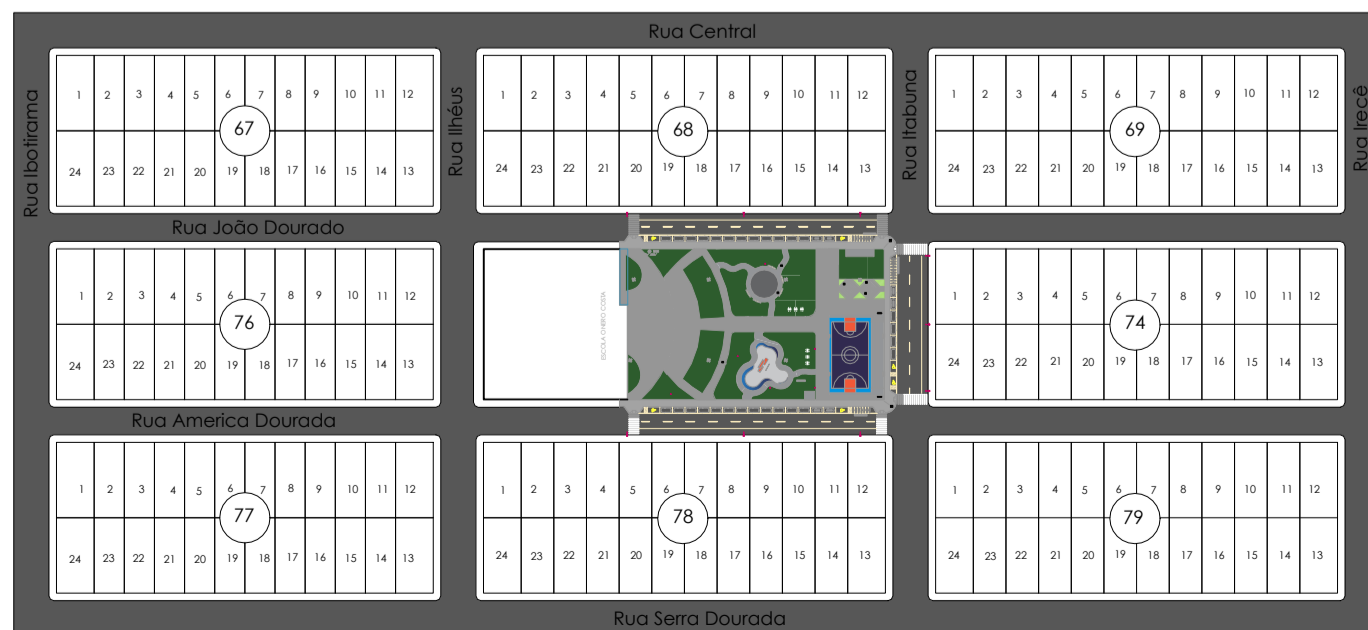 Rua Central
Rua Ibotirama
Rua Ilhéus
Rua Itabuna
Rua Irecê
1 2 3 4 5 6 7 8 9 10 11 12
67
24 23 22 21 20 19 18 17 16 15 14 13
1 2 3 4 5 6 7 8 9 10 11 12
68
24 23 22 21 20 19 18 17 16 15 14 13
1 2 3 4 5 6 7 8 9 10 11 12
69
24 23 22 21 20 19 18 17 16 15 14 13
Rua João Dourado
1 2 3 4 5 6 7 8 9 10 11 12
76
24 23 22 21 20 19 18 17 16 15 14 13
ESCOLA ONERO COSTA
1 2 3 4 5 6 7 8 9 10 11 12
74
24 23 22 21 20 19 18 17 16 15 14 13
Rua America Dourada
1 2 3 4 5 6 7 8 9 10 11 12
77
24 23 22 21 20 19 18 17 16 15 14 13
1 2 3 4 5 6 7 8 9 10 11 12
78
24 23 22 21 20 19 18 17 16 15 14 13
1 2 3 4 5 6 7 8 9 10 11 12
79
24 23 22 21 20 19 18 17 16 15 14 13
Rua Serra Dourada